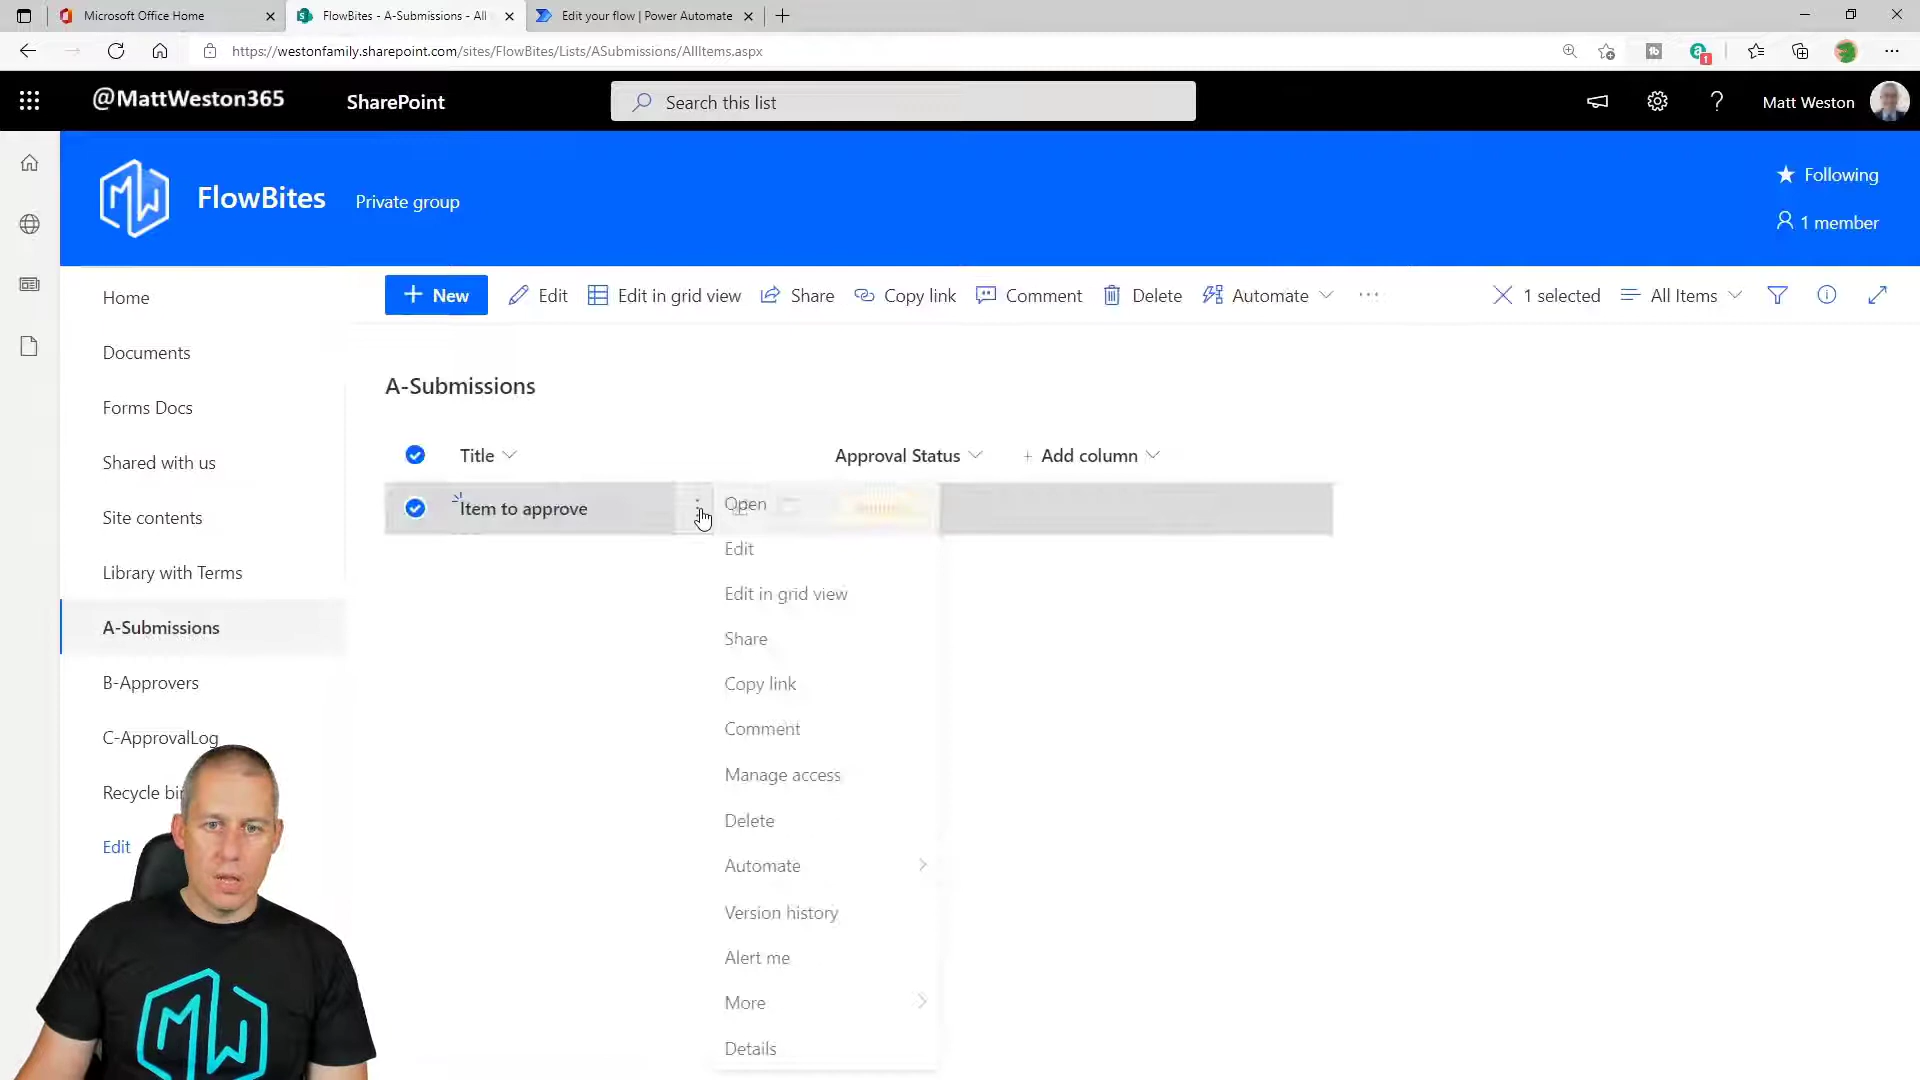 Microsoft Office Home
FlowBites - A-Submissions - All
Edit your flow | Power Automate
https://westonfamily.sharepoint.com/sites/FlowBites/Lists/ASubmissions/AllItems.aspx
1
@MattWeston365
SharePoint
Search this list
Matt Weston
MW
FlowBites
Private group
Following
1 member
Home
Documents
Forms Docs
Shared with us
Site contents
Library with Terms
A-Submissions
B-Approvers
C-ApprovalLog
Recycle bin
Edit
New
Edit
Edit in grid view
Share
Copy link
Comment
Delete
Automate
1 selected
All Items
A-Submissions
Title
Approval Status
Add column
Item to approve
Open
Edit
Edit in grid view
Share
Copy link
Comment
Manage access
Delete
Automate
Version history
Alert me
More
Details
MW